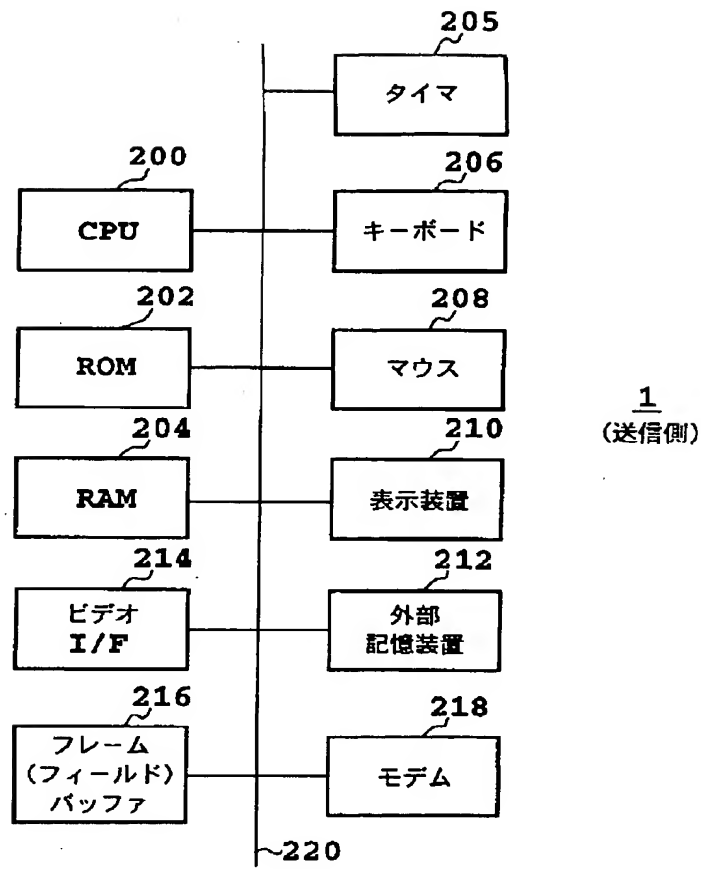 205
タイマ
200
CPU
206
キーボード
202
ROM
208
マウス
1
(送信側)
204
RAM
210
表示装置
214
ビデオ
I/F
212
外部
記憶装置
216
フレーム
(フィールド)
バッファ
218
モデム
220